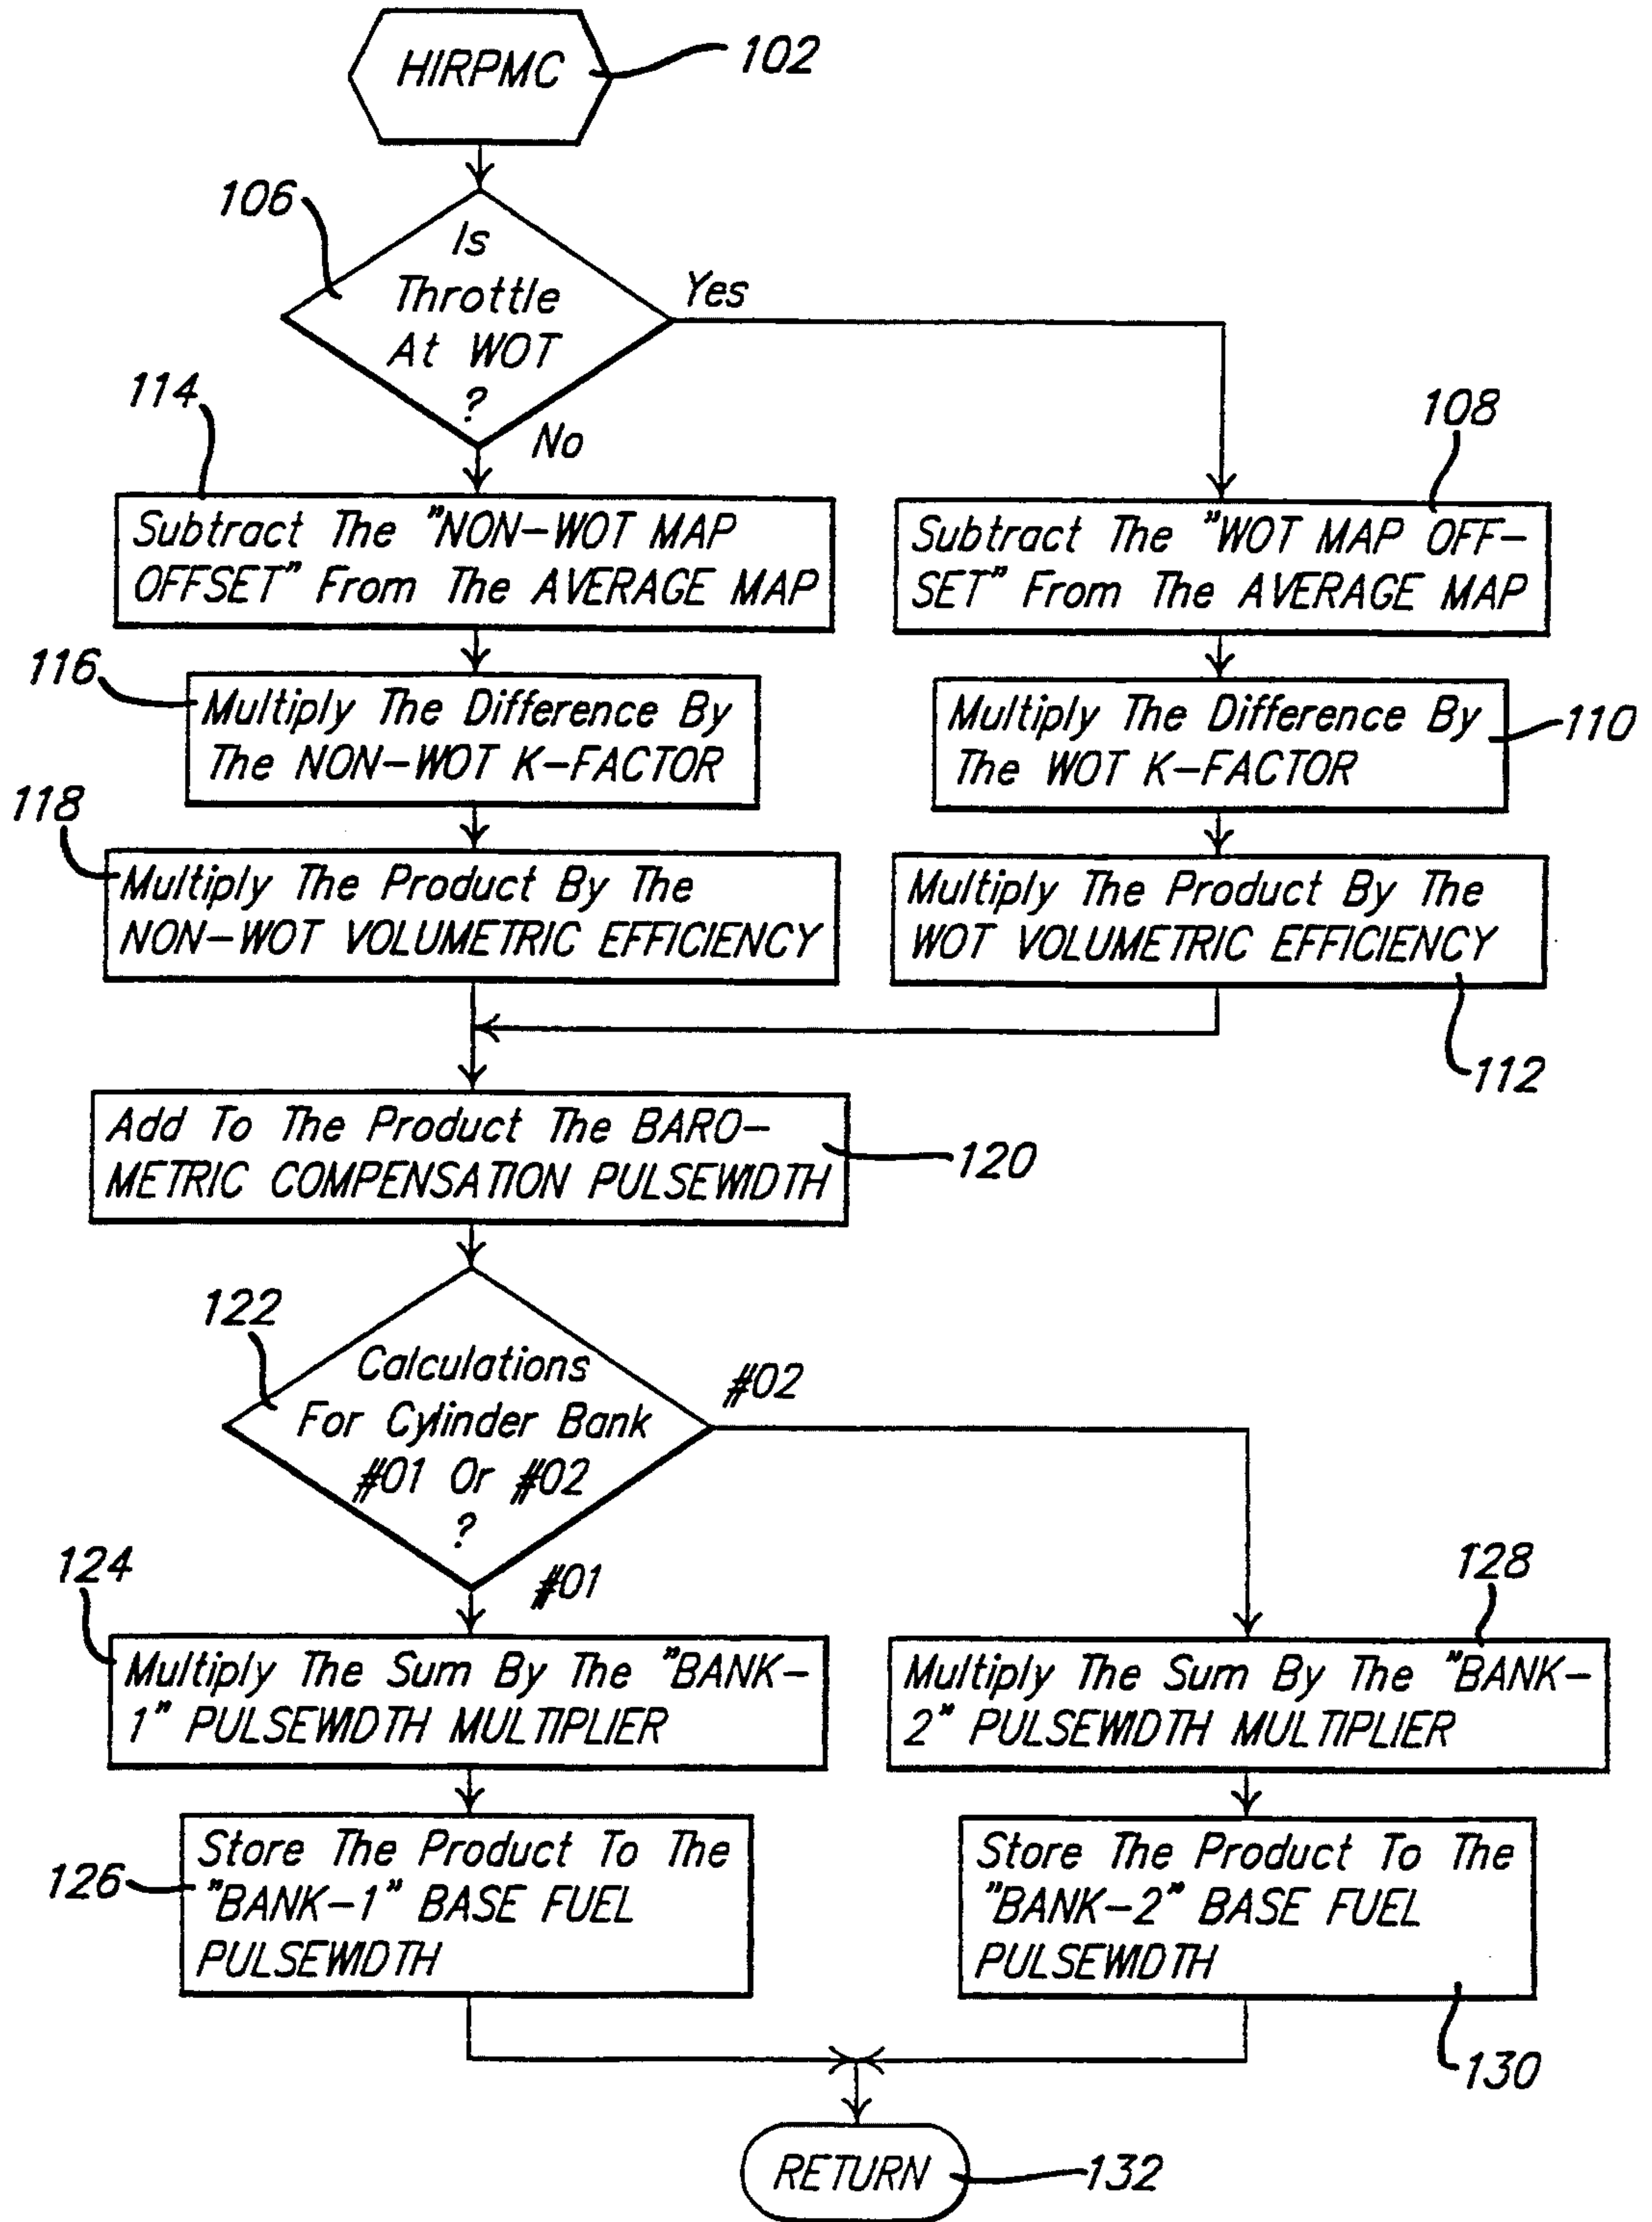 HIRPMC
102
106
Is
Throttle
At WOT
?
Yes
No
114
108
Subtract The "NON-WOT MAP
OFFSET" From The AVERAGE MAP
Subtract The "WOT MAP OFF-
SET" From The AVERAGE MAP
116
Multiply The Difference By
The NON-WOT K-FACTOR
Multiply The Difference By
The WOT K-FACTOR
110
118
Multiply The Product By The
NON-WOT VOLUMETRIC EFFICIENCY
Multiply The Product By The
WOT VOLUMETRIC EFFICIENCY
112
Add To The Product The BARO-
METRIC COMPENSATION PULSEWIDTH
120
122
Calculations
For Cylinder Bank
#01 Or #02
?
#02
#01
124
128
Multiply The Sum By The "BANK-
1" PULSEWIDTH MULTIPLIER
Multiply The Sum By The "BANK-
2" PULSEWIDTH MULTIPLIER
126
Store The Product To The
"BANK-1" BASE FUEL
PULSEWIDTH
Store The Product To The
"BANK-2" BASE FUEL
PULSEWIDTH
130
RETURN
132